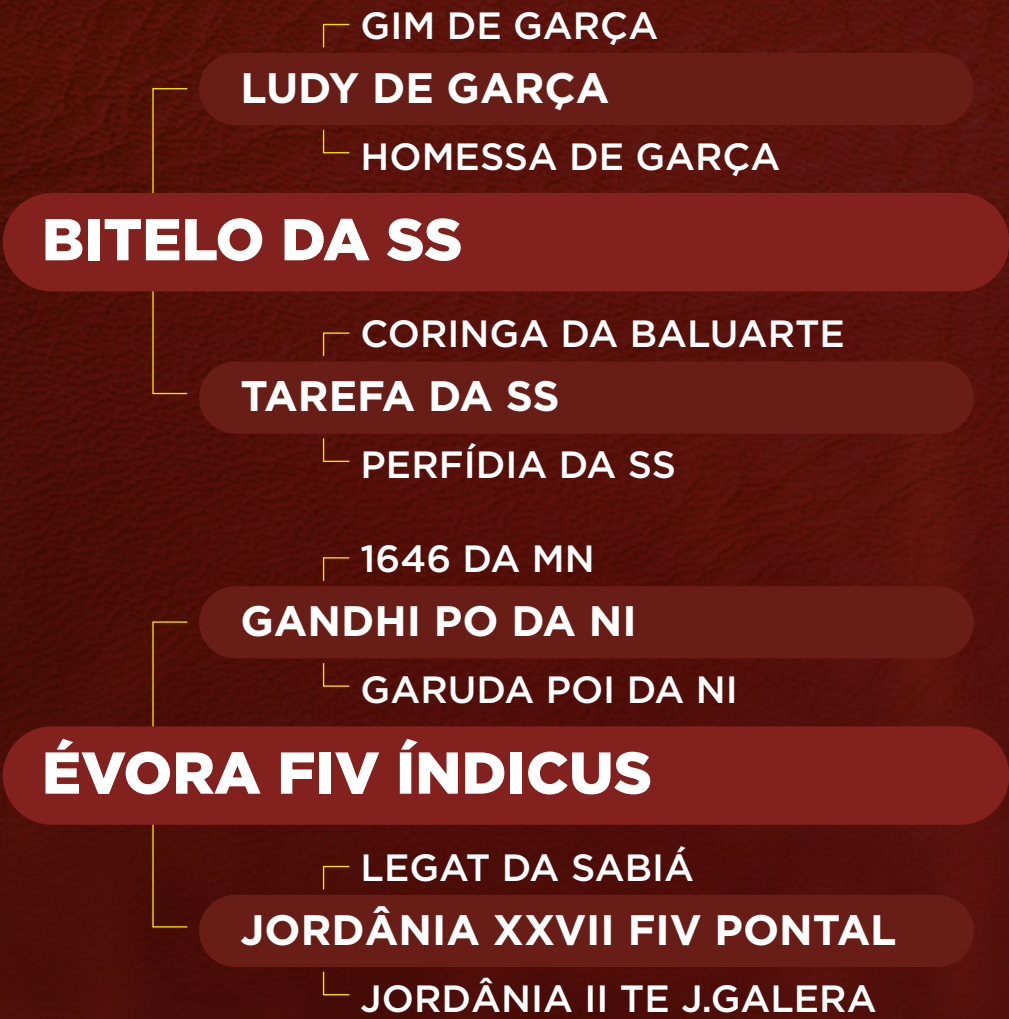 GIM DE GARÇA
LUDY DE GARÇA
HOMESSA DE GARÇA
BITELO DA SS
CORINGA DA BALUARTE
TAREFA DA SS
PERFÍDIA DA SS
1646 DA MN
GANDHI PO DA NI
GARUDA POI DA NI
ÉVORA FIV ÍNDICUS
LEGAT DA SABIÁ
JORDÂNIA XXVII FIV PONTAL
JORDÂNIA II TE J.GALERA